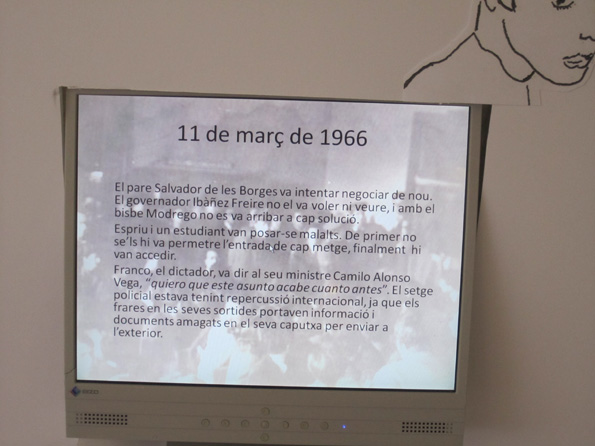 11 de març de 1966
El pare Salvador de les Borges va intentar negociar de nou.
El governador Ibàñez Freire no el va voler ni veure, i amb el
bisbe Modrego no es va arribar a cap solució.
Espriu i un estudiant van posar-se malalts. De primer no
se'ls hi va permetre l'entrada de cap metge, finalment hi
van accedir.
Franco, el dictador, va dir al seu ministre Camilo Alonso
Vega, "quiero que este asunto acabe cuanto antes". El setge
policial estava tenint repercussió internacional, ja que els
frares en les seves sortides portaven informació i
documents amagats en el seva caputxa per enviar a
l'exterior.